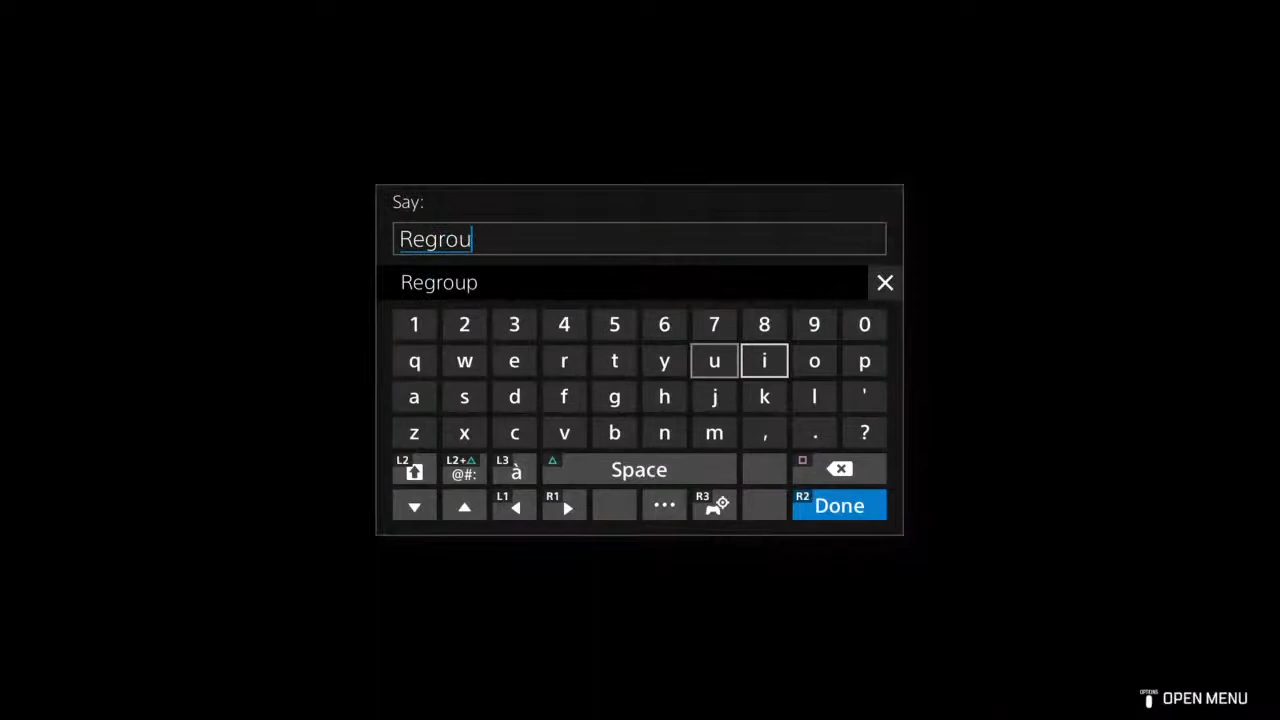 Say:
Regrou
Regroup
1 2 3 4 5 6 7 8 9 0
q w e r t y u i o p
a s d f g h j k l '
z x c v b n m , . ?
L2 L2+△ @#: L3 à △ Space □
L1 R1 ... R3 R2 Done
OPTIONS OPEN MENU